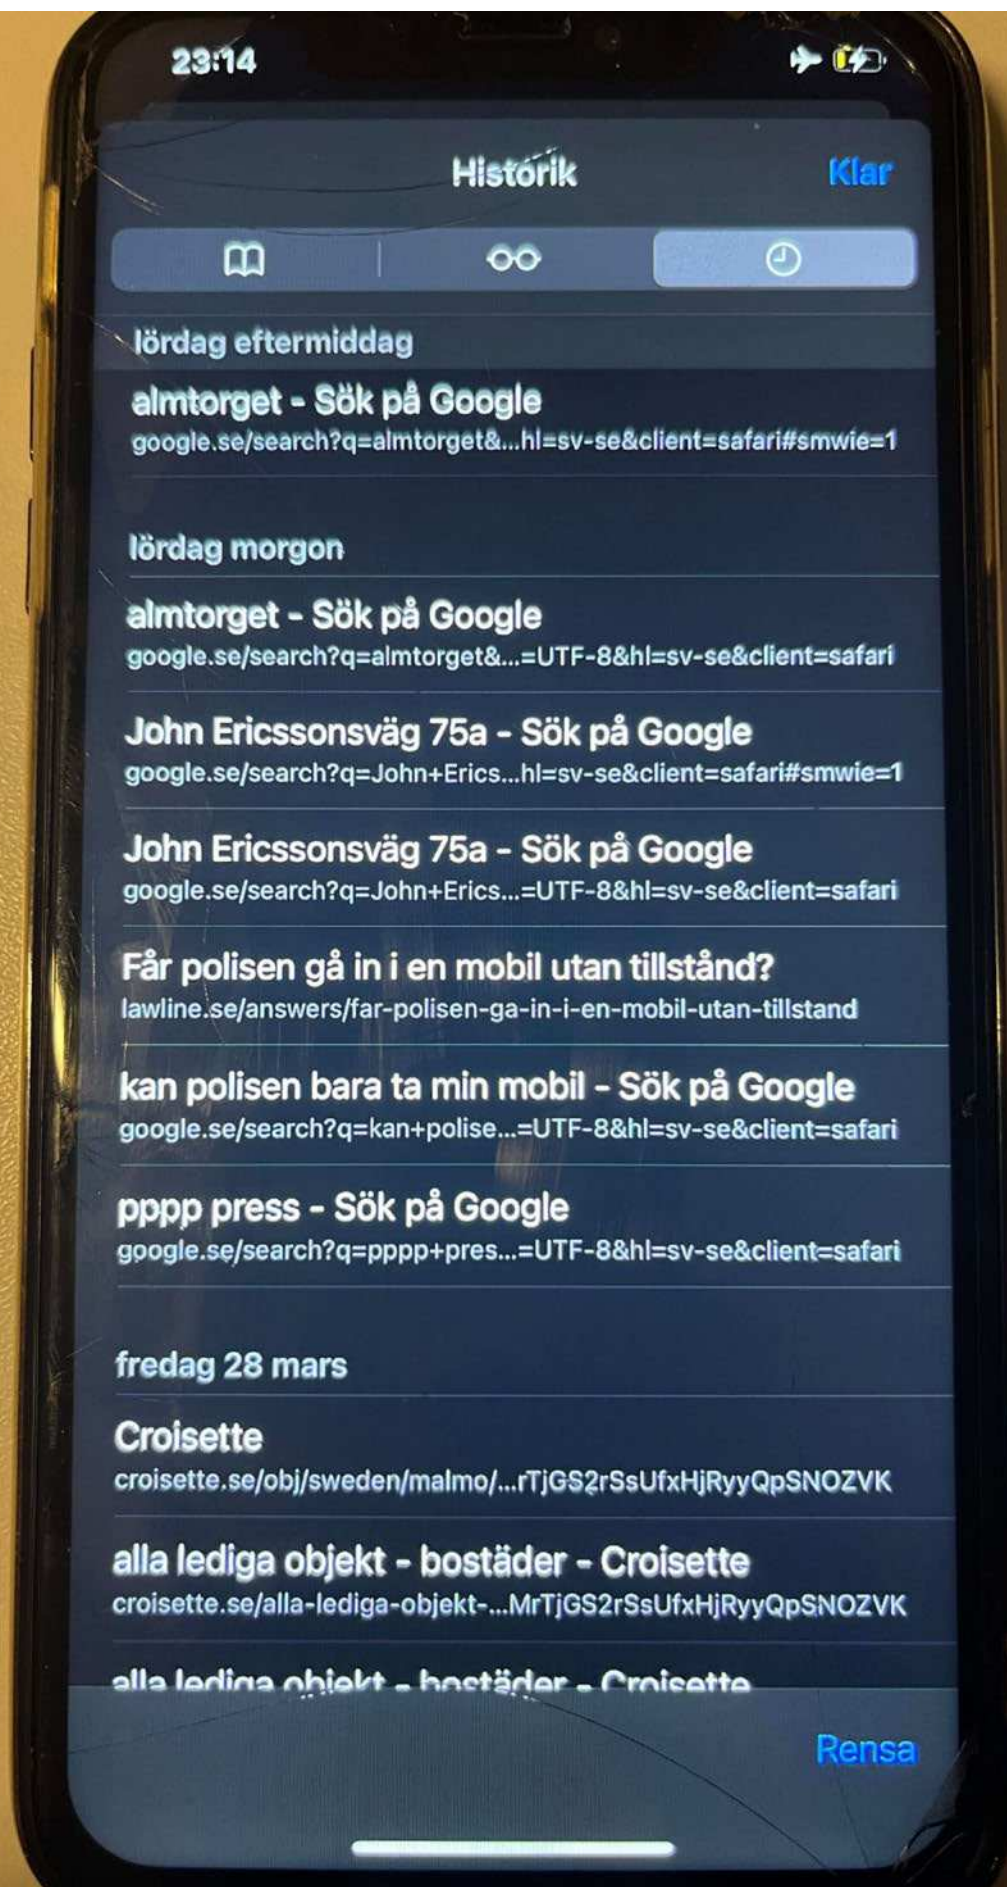 23:14
Historik
Klar
lördag eftermiddag
almtorget - Sök på Google
google.se/search?q=almtorget&...hl=sv-se&client=safari#smwie=1
lördag morgon
almtorget - Sök på Google
google.se/search?q=almtorget&...=UTF-8&hl=sv-se&client=safari
John Ericssonsväg 75a - Sök på Google
google.se/search?q=John+Erics...hl=sv-se&client=safari#smwie=1
John Ericssonsväg 75a - Sök på Google
google.se/search?q=John+Erics...=UTF-8&hl=sv-se&client=safari
Får polisen gå in i en mobil utan tillstånd?
lawline.se/answers/far-polisen-ga-in-i-en-mobil-utan-tillstand
kan polisen bara ta min mobil - Sök på Google
google.se/search?q=kan+polise...=UTF-8&hl=sv-se&client=safari
pppp press - Sök på Google
google.se/search?q=pppp+pres...=UTF-8&hl=sv-se&client=safari
fredag 28 mars
Croisette
croisette.se/obj/sweden/malmo/...rTjGS2rSsUfxHjRyyQpSNOZVK
alla lediga objekt - bostäder - Croisette
croisette.se/alla-lediga-objekt-...MrTjGS2rSsUfxHjRyyQpSNOZVK
alla lediga objekt - bostäder - Croisette
Rensa